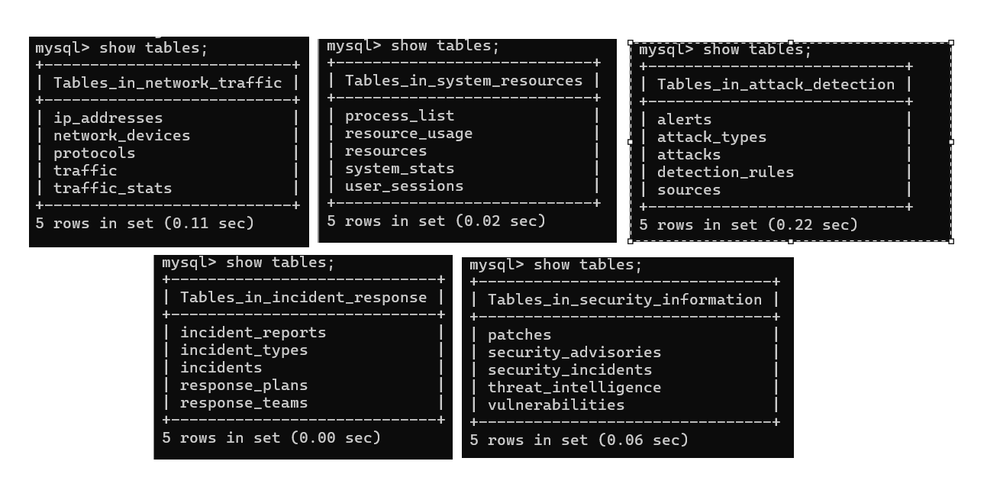 mysql> show tables;
+----------------------------+
| Tables_in_network_traffic |
+----------------------------+
| ip_addresses |
| network_devices |
| protocols |
| traffic |
| traffic_stats |
+----------------------------+
5 rows in set (0.11 sec)
mysql> show tables;
+-----------------------------+
| Tables_in_system_resources |
+-----------------------------+
| process_list |
| resource_usage |
| resources |
| system_stats |
| user_sessions |
+-----------------------------+
5 rows in set (0.02 sec)
mysql> show tables;
+-----------------------------+
| Tables_in_attack_detection |
+-----------------------------+
| alerts |
| attack_types |
| attacks |
| detection_rules |
| sources |
+-----------------------------+
5 rows in set (0.22 sec)
mysql> show tables;
+-----------------------------+
| Tables_in_incident_response |
+-----------------------------+
| incident_reports |
| incident_types |
| incidents |
| response_plans |
| response_teams |
+-----------------------------+
5 rows in set (0.00 sec)
mysql> show tables;
+--------------------------------+
| Tables_in_security_information |
+--------------------------------+
| patches |
| security_advisories |
| security_incidents |
| threat_intelligence |
| vulnerabilities |
+--------------------------------+
5 rows in set (0.06 sec)